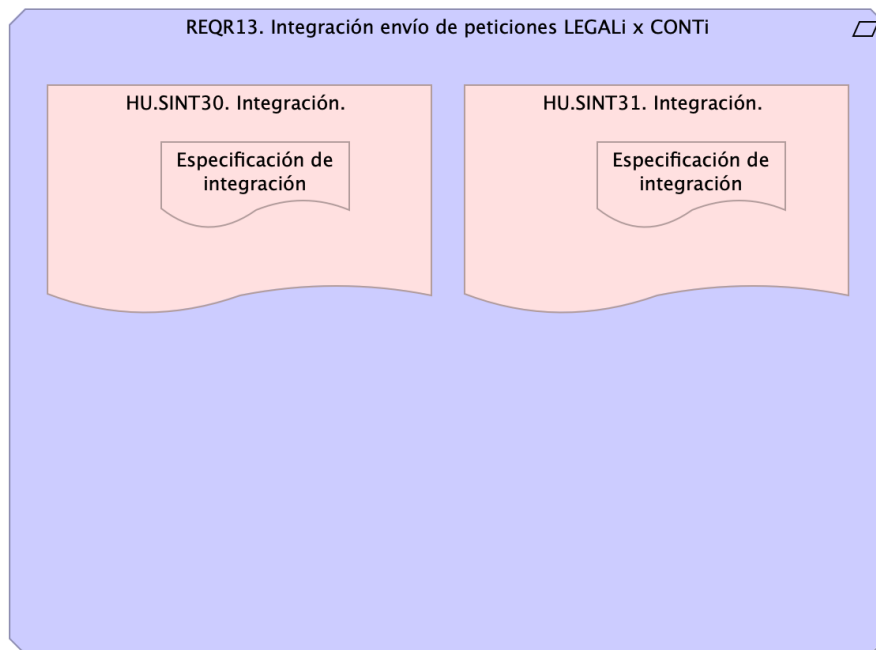 REQR13. Integración envío de peticiones LEGALi x CONTi
HU.SINT30. Integración.
Especificación de
integración
HU.SINT31. Integración.
Especificación de
integración